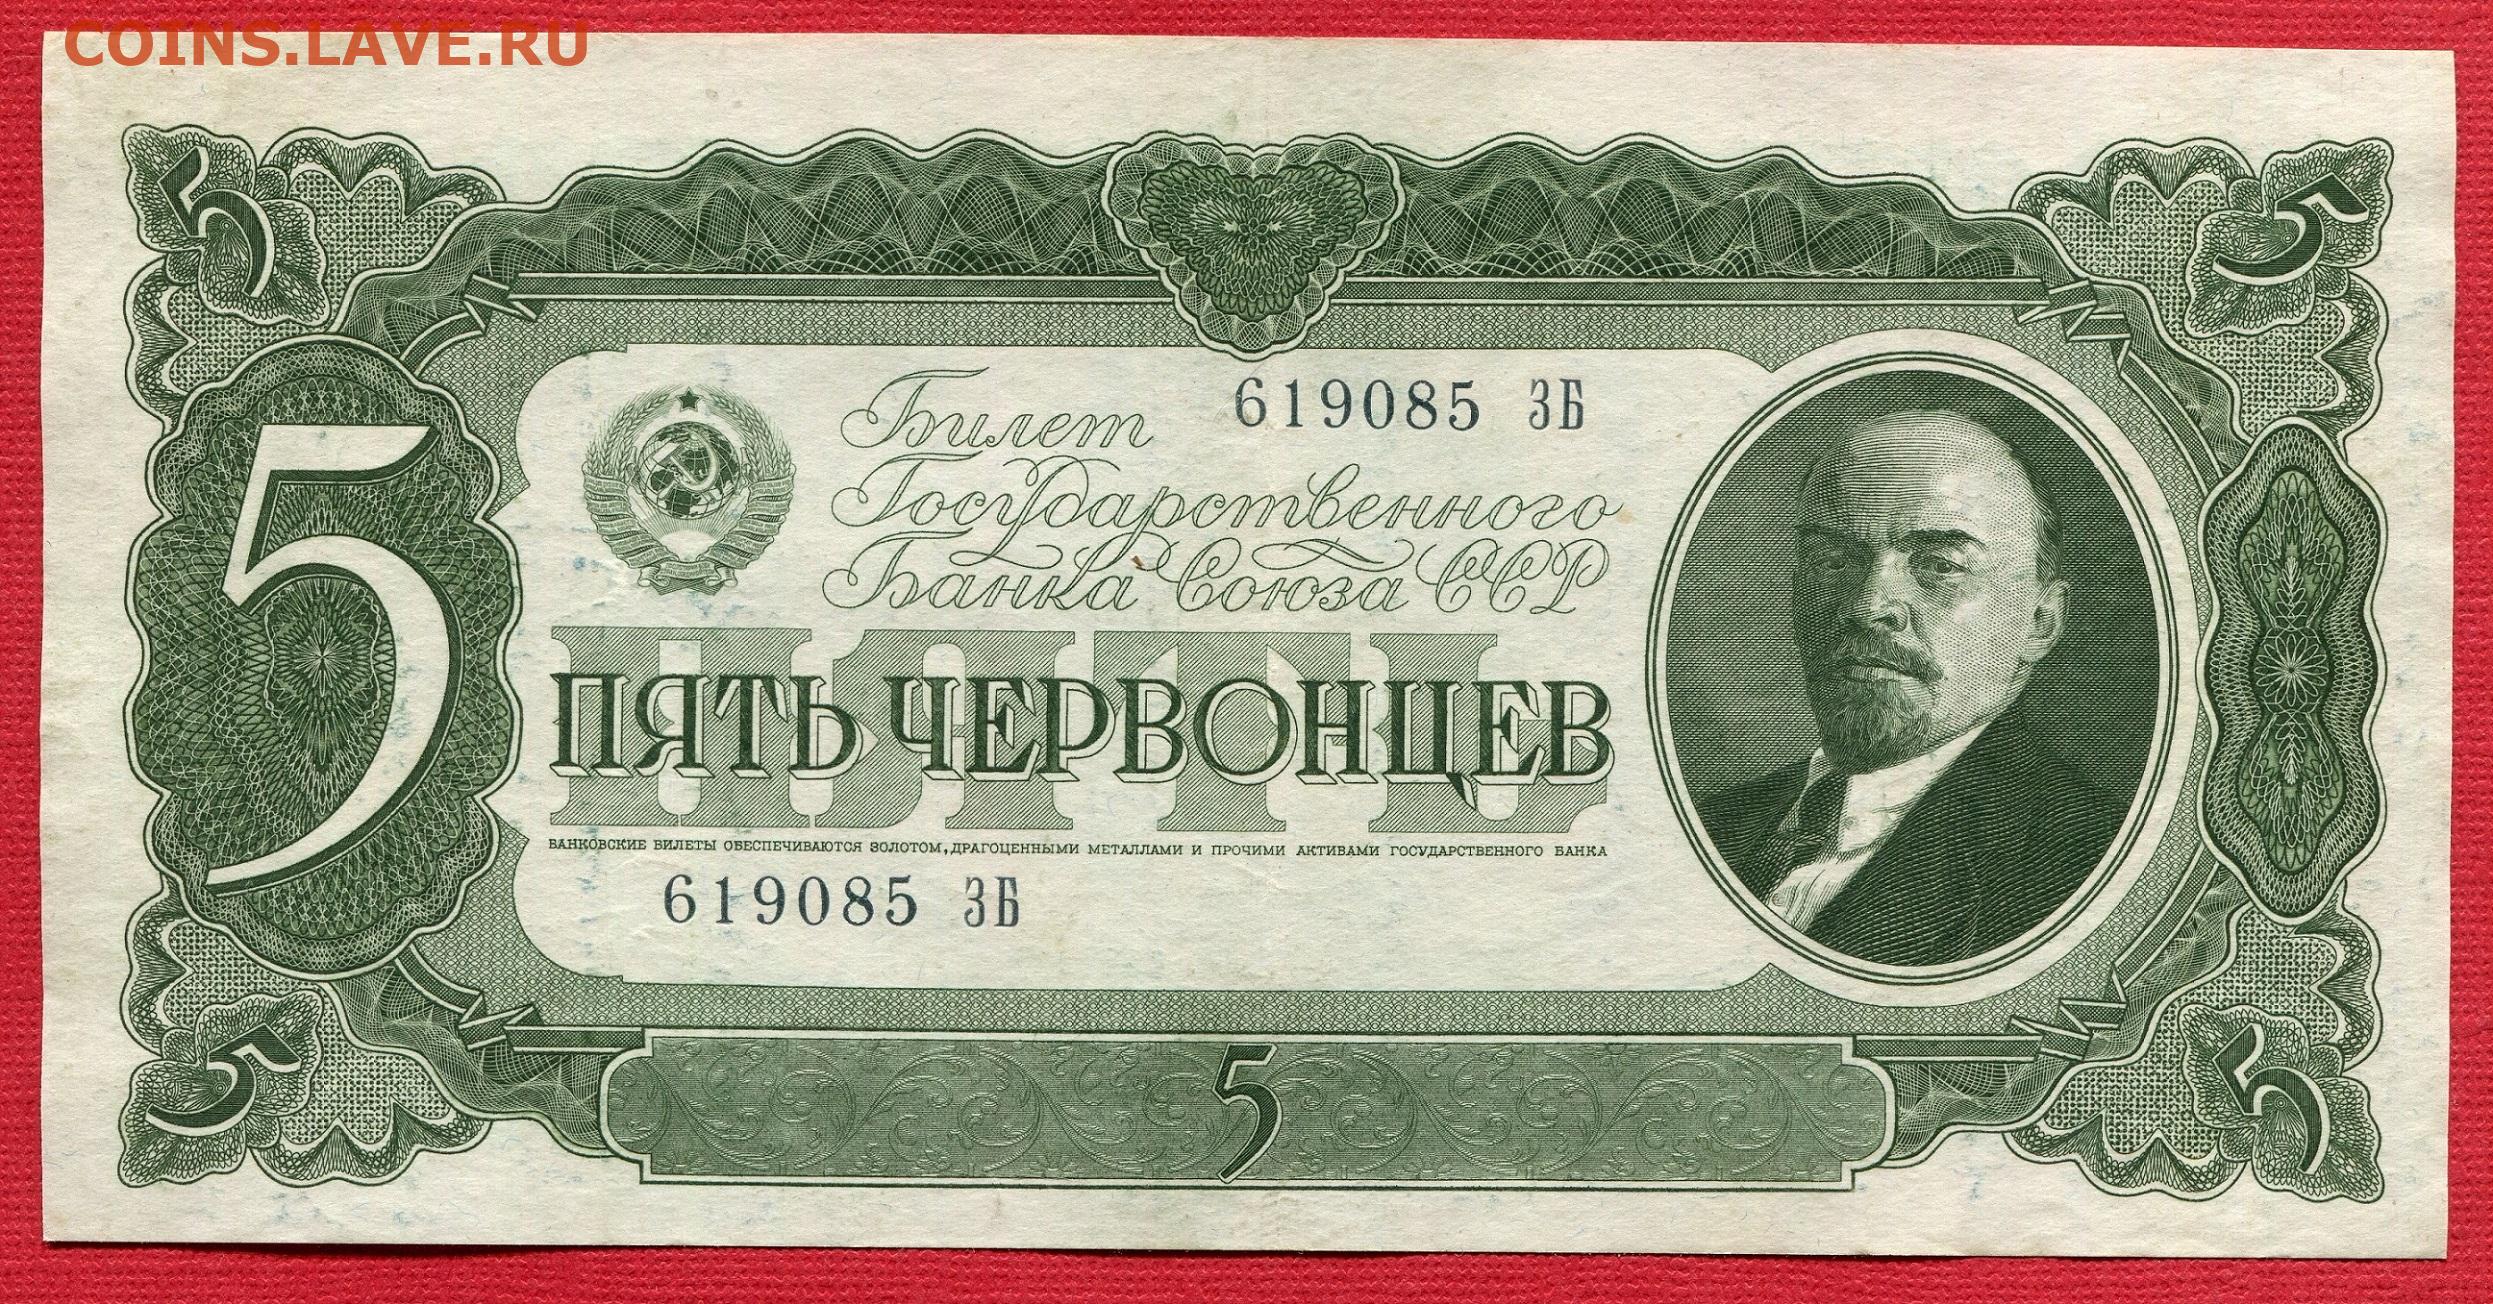 COINS.LAVE.RU
5
5
Билет
619085 ЗБ
Государственного
Банка Союза ССР
5
ПЯТЬ
ПЯТЬ ЧЕРВОНЦЕВ
БАНКОВСКИЕ БИЛЕТЫ ОБЕСПЕЧИВАЮТСЯ ЗОЛОТОМ, ДРАГОЦЕННЫМИ МЕТАЛЛАМИ И ПРОЧИМИ АКТИВАМИ ГОСУДАРСТВЕННОГО БАНКА
619085 ЗБ
5
5
5